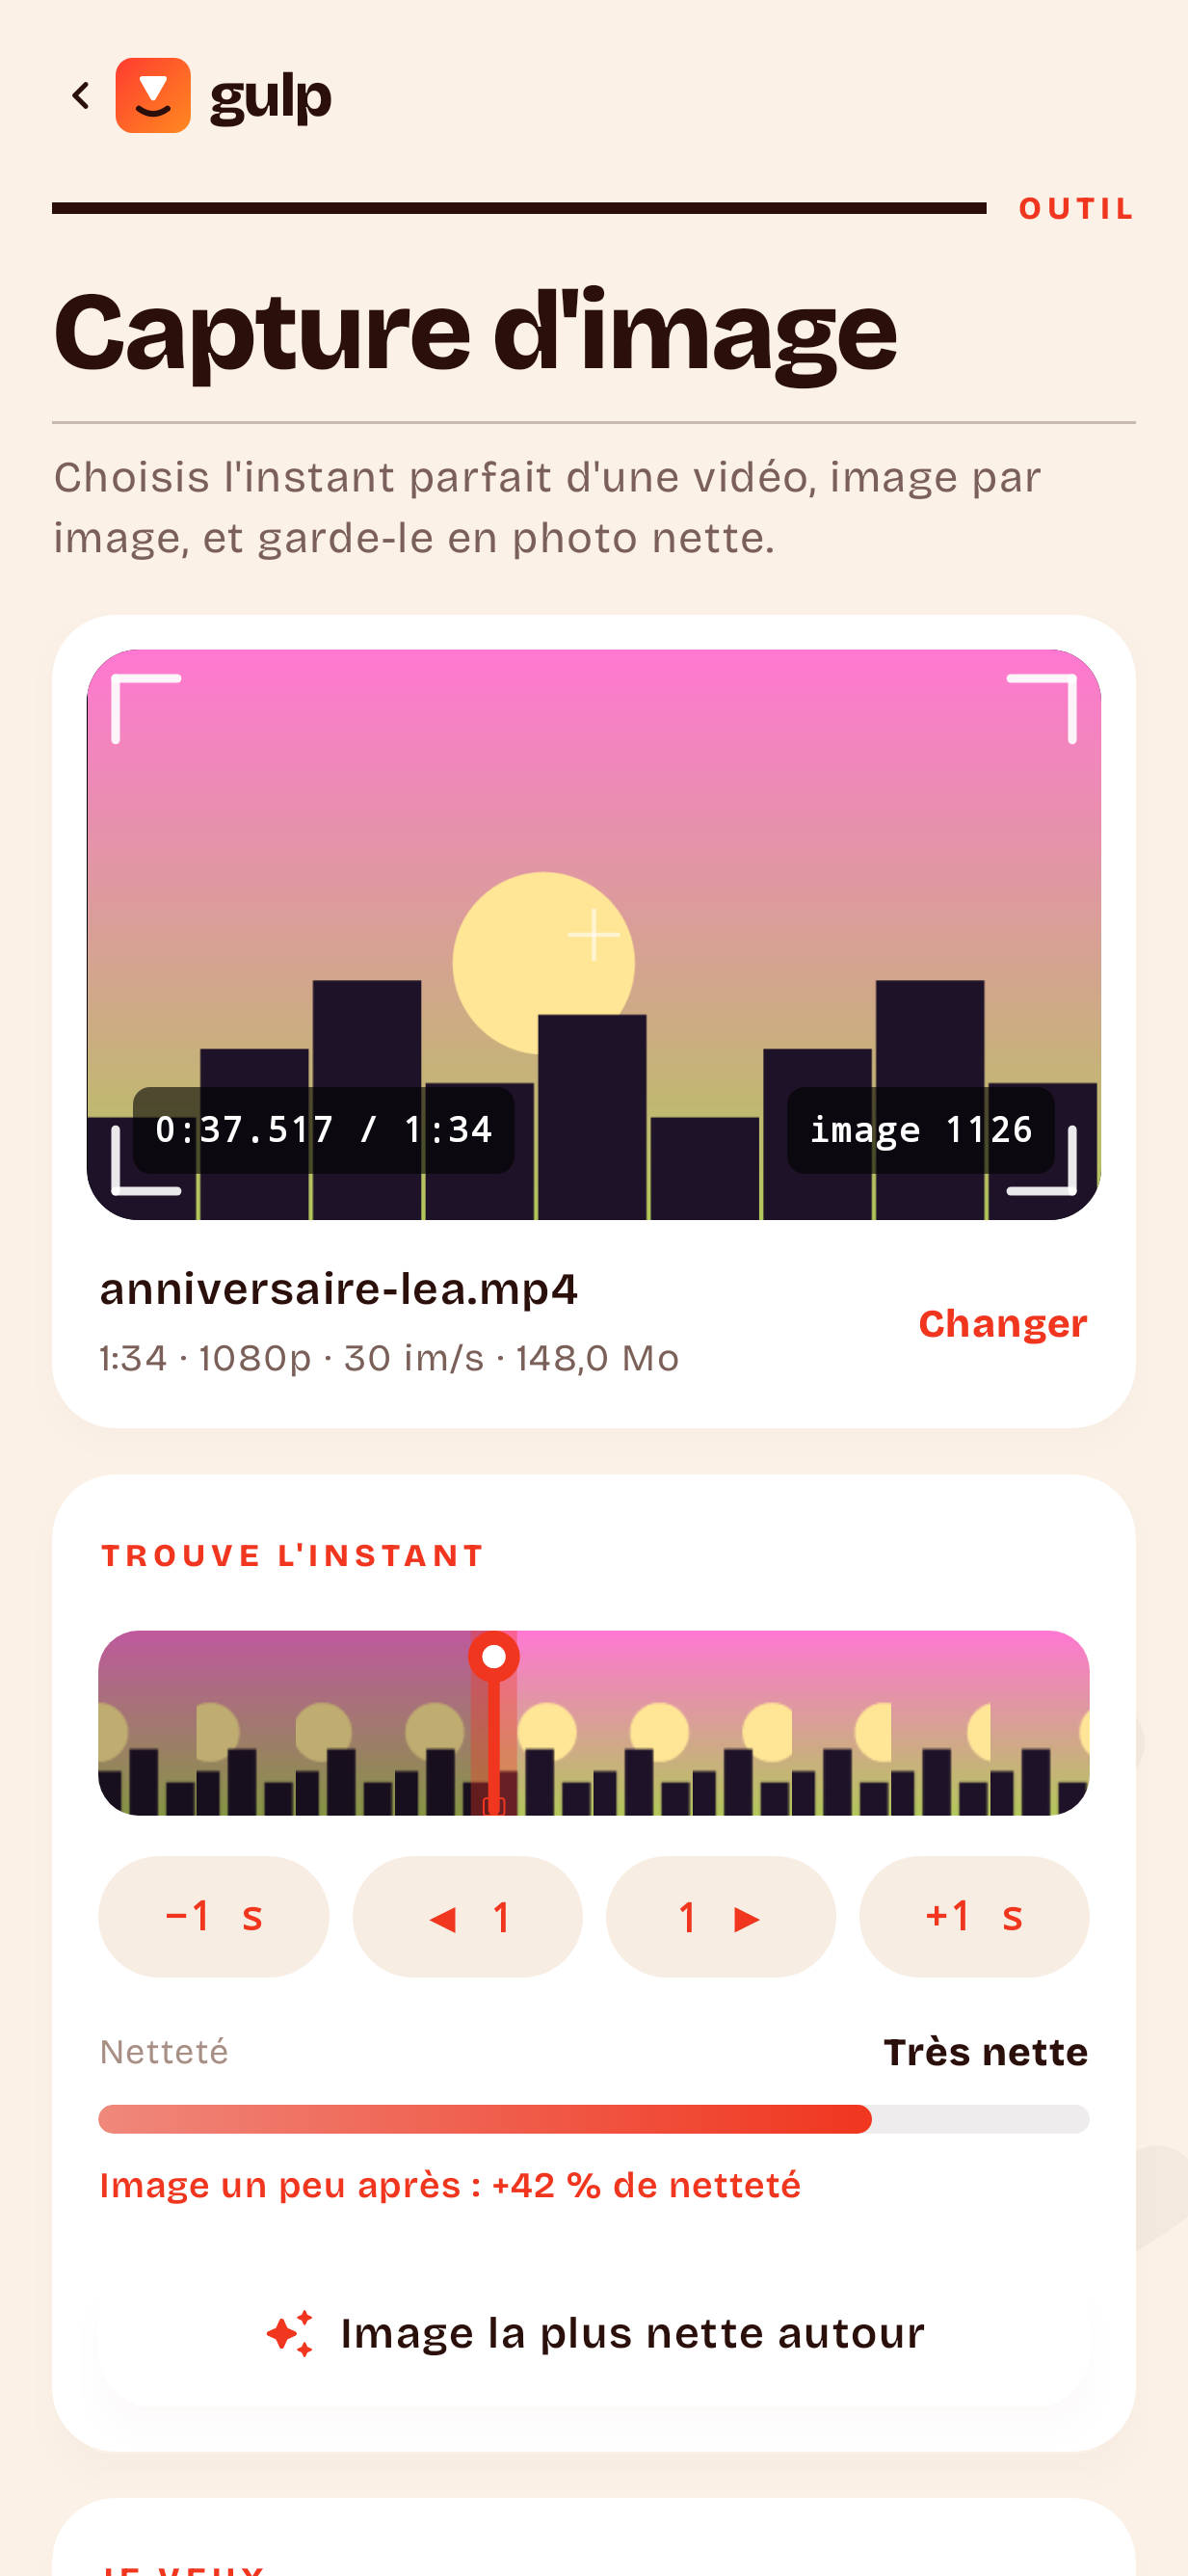 gulp
OUTIL
Capture d'image
Choisis l'instant parfait d'une vidéo, image par
image, et garde-le en photo nette.
0:37.517 / 1:34
image 1126
anniversaire-lea.mp4
Changer
1:34 · 1080p · 30 im/s · 148,0 Mo
TROUVE L'INSTANT
−1 s
◀ 1
1 ▶
+1 s
Netteté
Très nette
Image un peu après : +42 % de netteté
Image la plus nette autour
JE VEUX